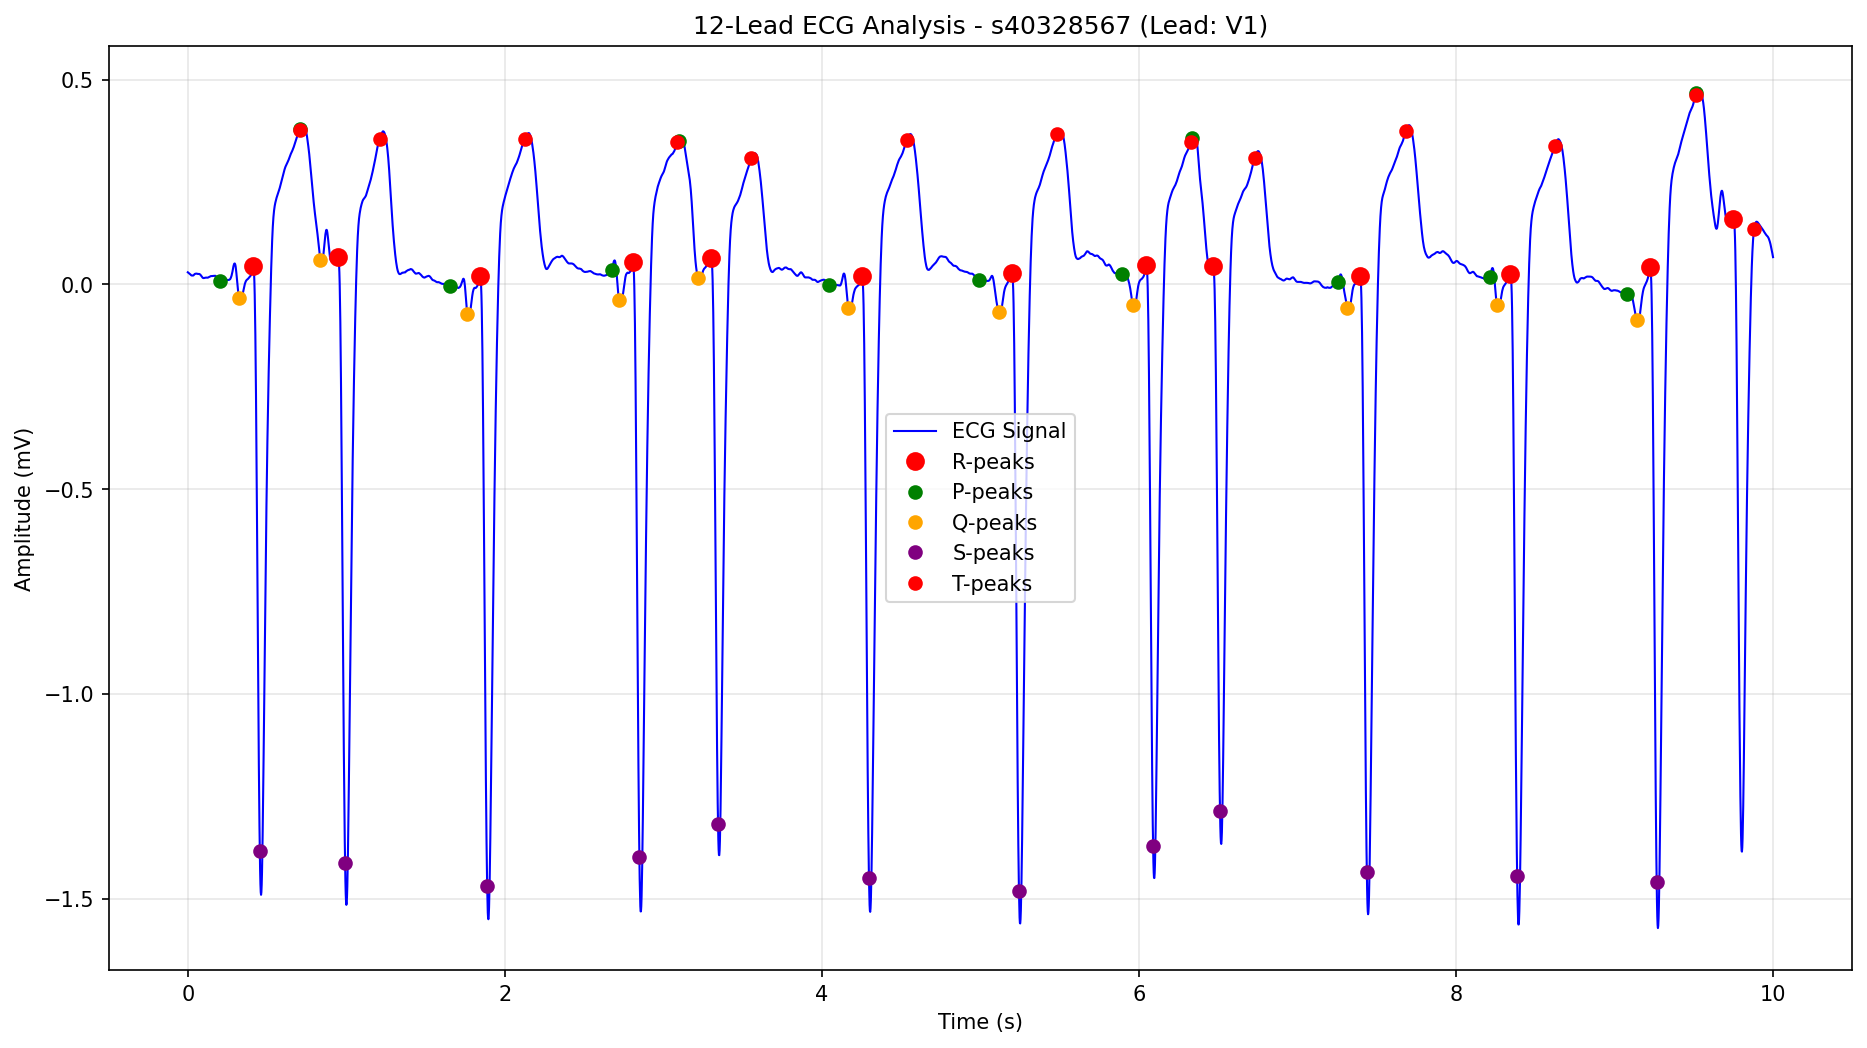 12-Lead ECG Analysis - s40328567 (Lead: V1)
0.5
0.0
−0.5
−1.0
−1.5
Amplitude (mV)
ECG Signal
R-peaks
P-peaks
Q-peaks
S-peaks
T-peaks
0 2 4 6 8 10
Time (s)